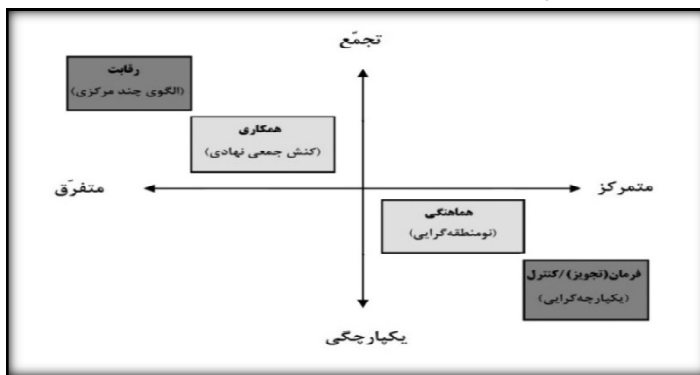 تجمّع
رقابت
(الگوی چند مرکزی)
همکاری
(کنش جمعی نهادی)
متمرکز
متفرّق
هماهنگی
(نومنطقه‌گرایی)
فرمان(تجویز)/کنترل
(یکپارچه‌گرایی)
یکپارچگی